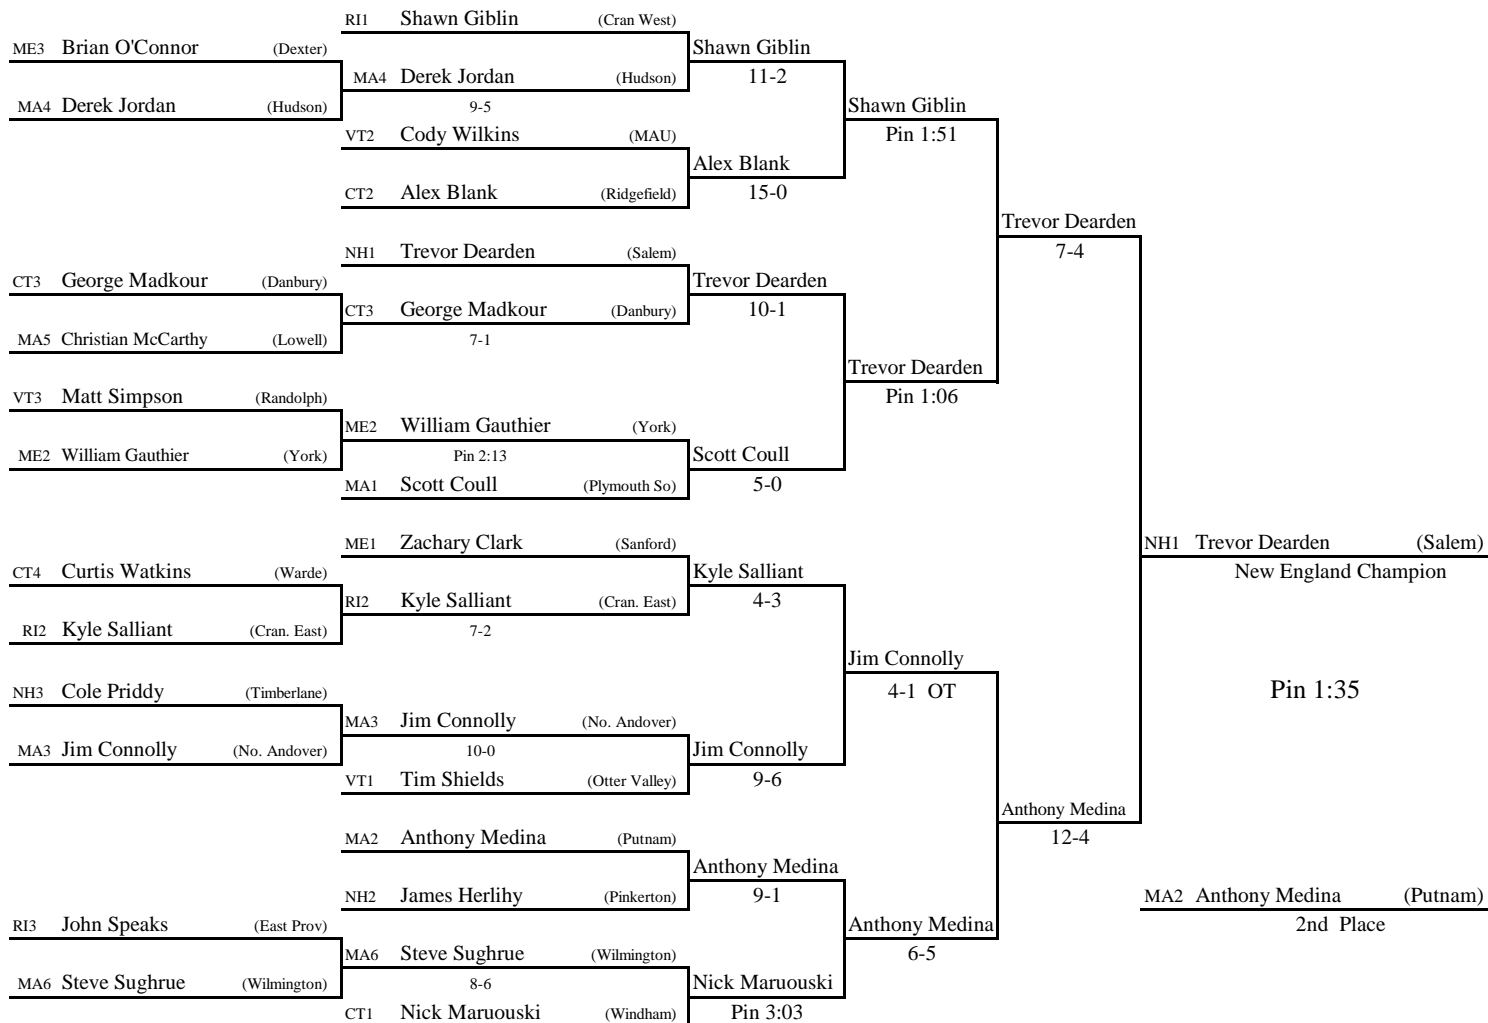 RI1 Shawn Giblin (Cran West)
ME3 Brian O'Connor (Dexter) Shawn Giblin
MA4 Derek Jordan (Hudson) 11-2
MA4 Derek Jordan (Hudson) 9-5 Shawn Giblin
VT2 Cody Wilkins (MAU) Pin 1:51
Alex Blank
CT2 Alex Blank (Ridgefield) 15-0
Trevor Dearden
NH1 Trevor Dearden (Salem) 7-4
CT3 George Madkour (Danbury) Trevor Dearden
CT3 George Madkour (Danbury) 10-1
MA5 Christian McCarthy (Lowell) 7-1
Trevor Dearden
VT3 Matt Simpson (Randolph) Pin 1:06
ME2 William Gauthier (York)
ME2 William Gauthier (York) Pin 2:13 Scott Coull
MA1 Scott Coull (Plymouth So) 5-0
ME1 Zachary Clark (Sanford) NH1 Trevor Dearden (Salem)
CT4 Curtis Watkins (Warde) Kyle Salliant New England Champion
RI2 Kyle Salliant (Cran. East) 4-3
RI2 Kyle Salliant (Cran. East) 7-2
Jim Connolly
NH3 Cole Priddy (Timberlane) 4-1 OT Pin 1:35
MA3 Jim Connolly (No. Andover)
MA3 Jim Connolly (No. Andover) 10-0 Jim Connolly
VT1 Tim Shields (Otter Valley) 9-6
Anthony Medina
MA2 Anthony Medina (Putnam) 12-4
Anthony Medina
NH2 James Herlihy (Pinkerton) 9-1 MA2 Anthony Medina (Putnam)
RI3 John Speaks (East Prov) Anthony Medina 2nd Place
MA6 Steve Sughrue (Wilmington) 6-5
MA6 Steve Sughrue (Wilmington) 8-6 Nick Maruouski
CT1 Nick Maruouski (Windham) Pin 3:03